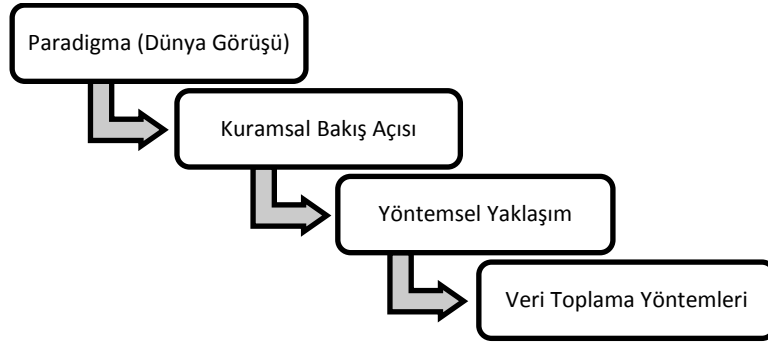 Paradigma (Dünya Görüşü)
Kuramsal Bakış Açısı
Yöntemsel Yaklaşım
Veri Toplama Yöntemleri